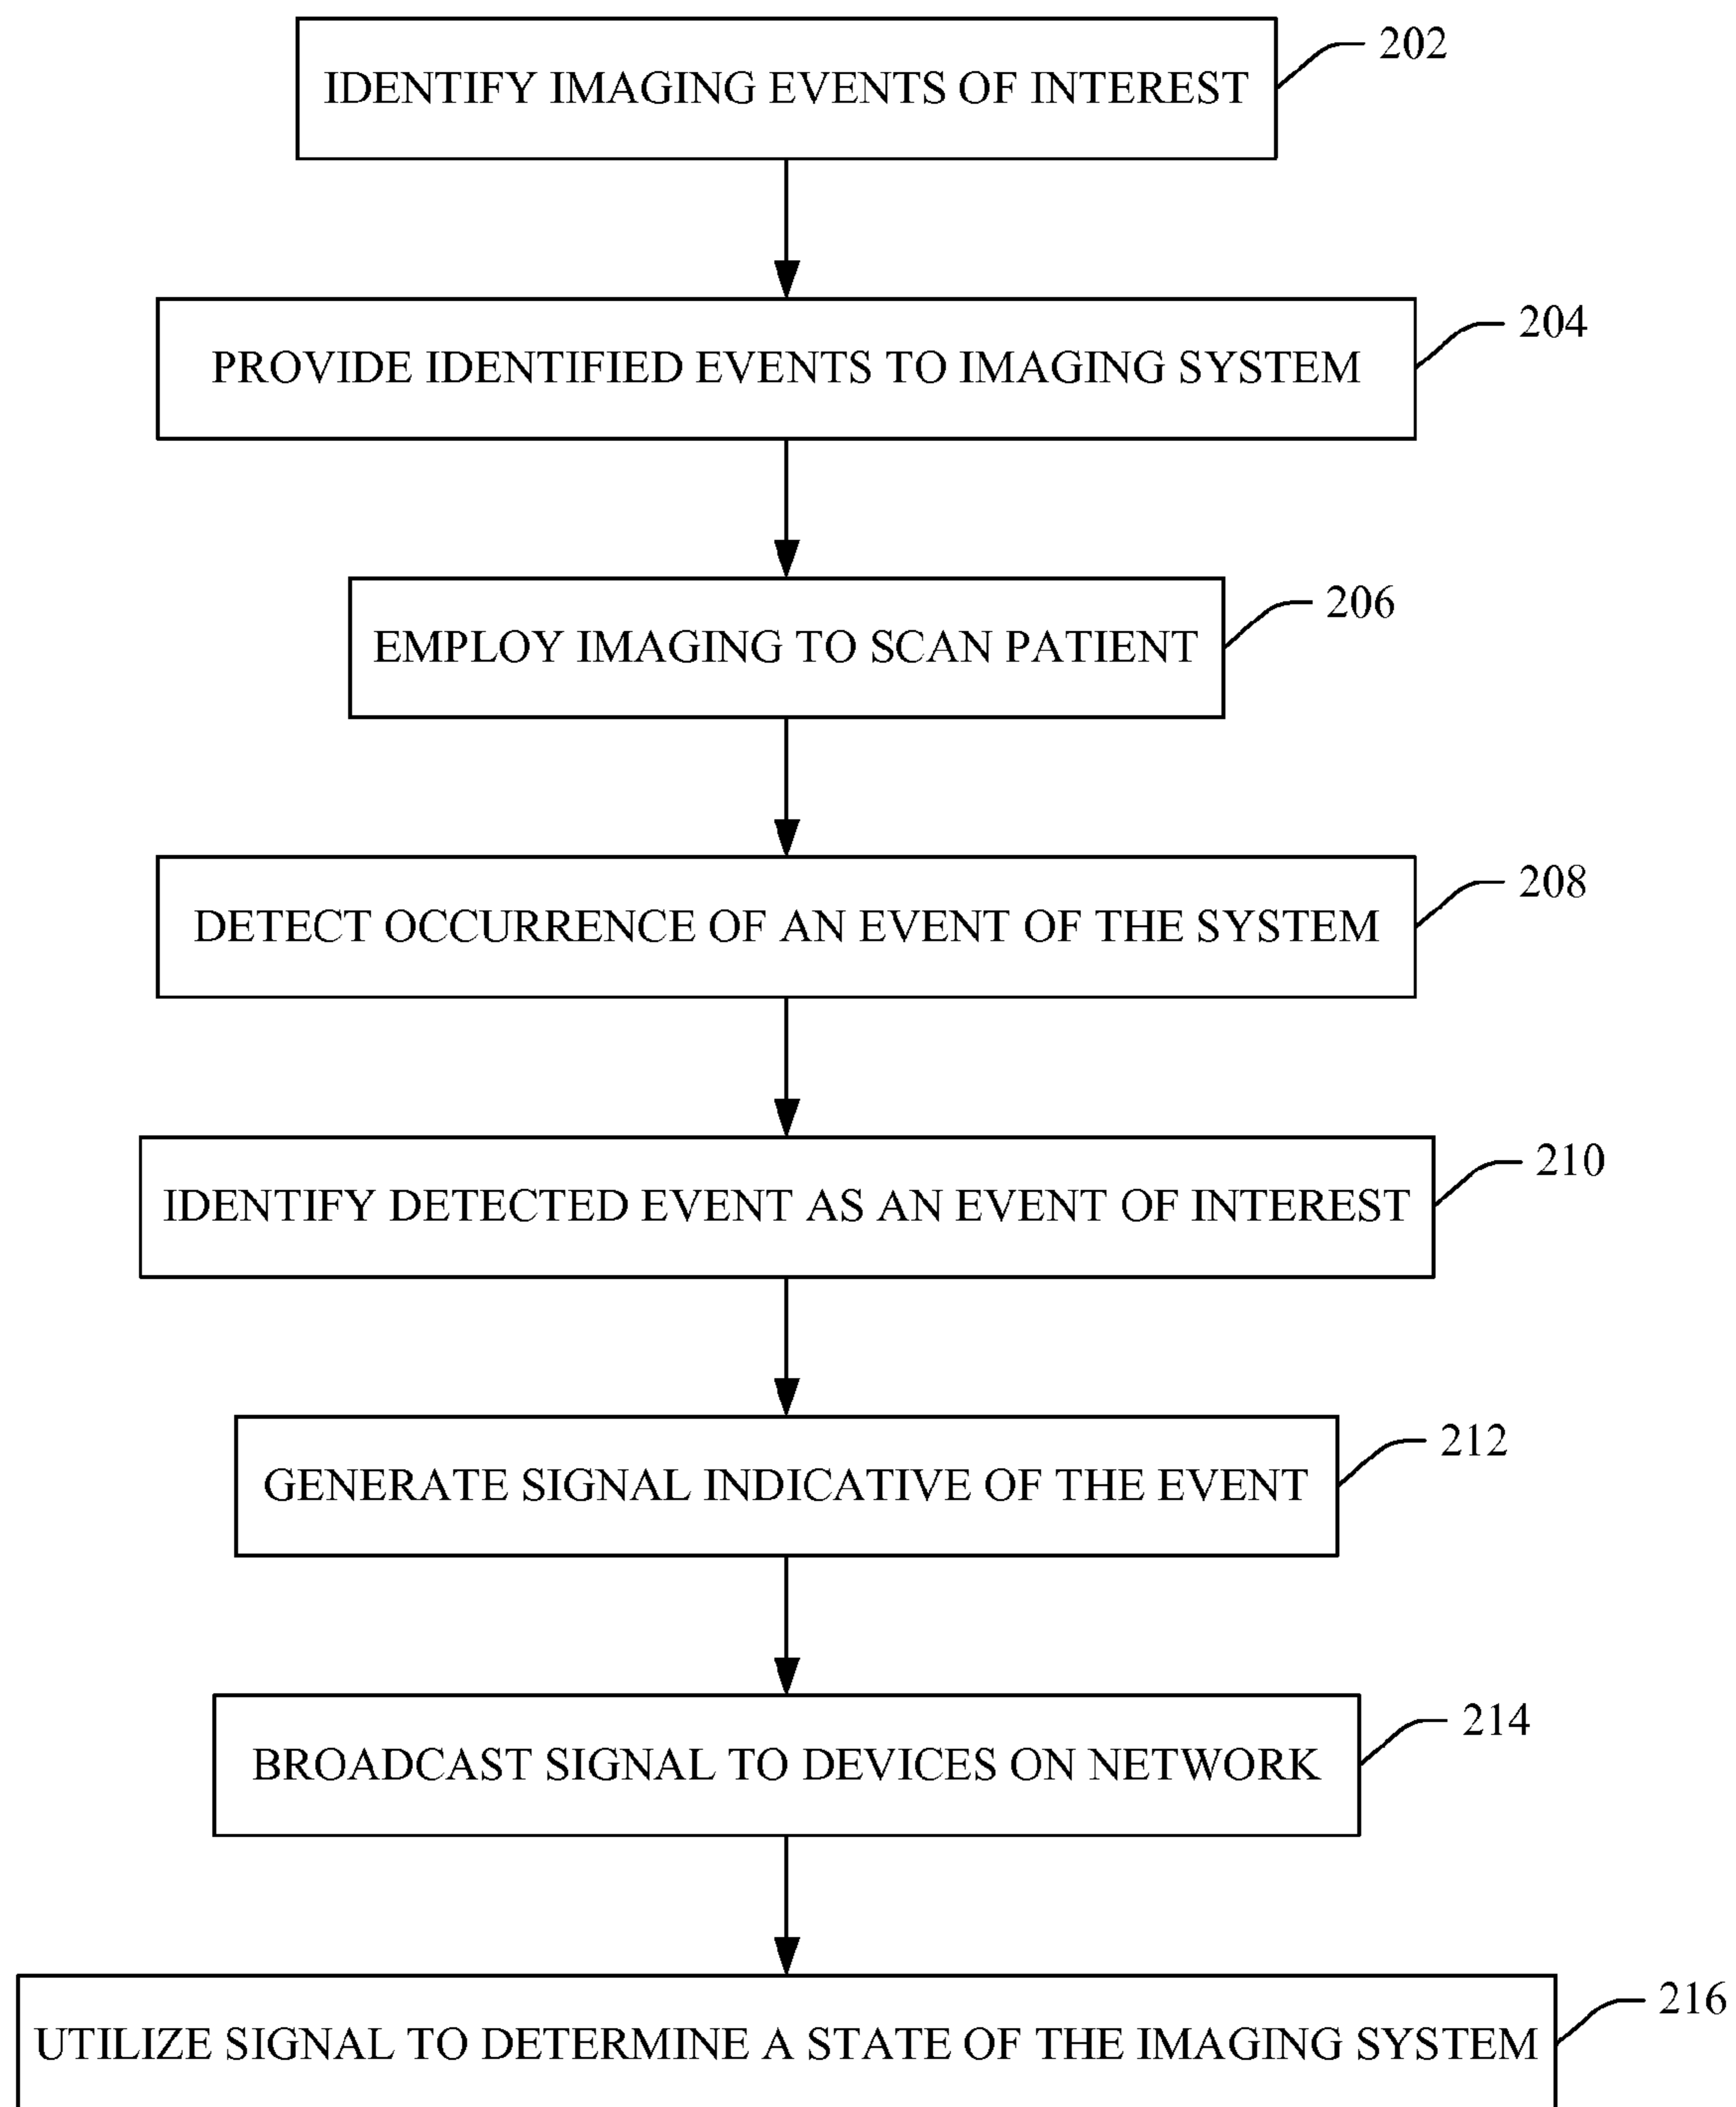 202
IDENTIFY IMAGING EVENTS OF INTEREST
204
PROVIDE IDENTIFIED EVENTS TO IMAGING SYSTEM
206
EMPLOY IMAGING TO SCAN PATIENT
208
DETECT OCCURRENCE OF AN EVENT OF THE SYSTEM
210
IDENTIFY DETECTED EVENT AS AN EVENT OF INTEREST
212
GENERATE SIGNAL INDICATIVE OF THE EVENT
214
BROADCAST SIGNAL TO DEVICES ON NETWORK
216
UTILIZE SIGNAL TO DETERMINE A STATE OF THE IMAGING SYSTEM